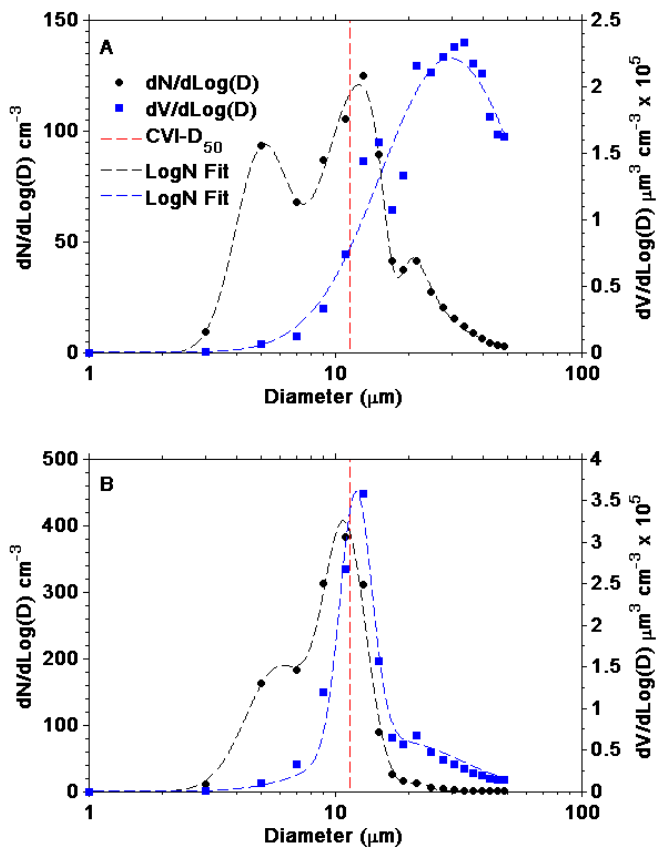 A
dN/dLog(D)
dV/dLog(D)
CVI-D50
LogN Fit
LogN Fit
150
100
50
0
dN/dLog(D) cm−3
2.5
2
1.5
1
0.5
0
dV/dLog(D) μm3 cm−3 x 105
1 10 100
Diameter (μm)
B
500
400
300
200
100
0
dN/dLog(D) cm−3
4
3.5
3
2.5
2
1.5
1
0.5
0
dV/dLog(D) μm3 cm−3 x 105
1 10 100
Diameter (μm)